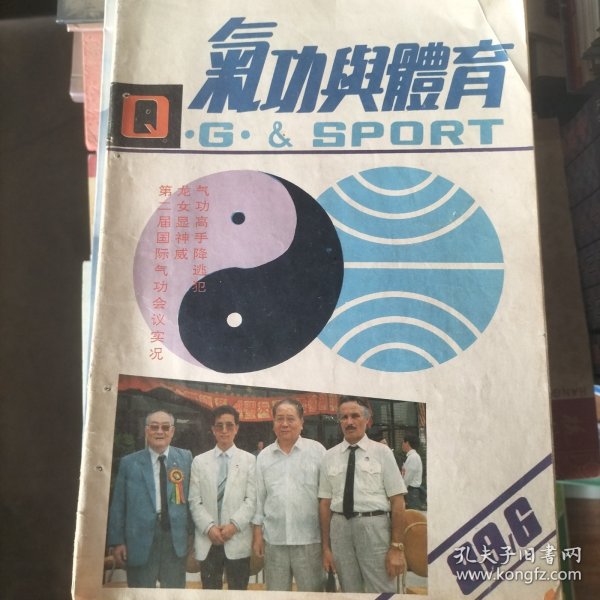 氣功與體育
Q
·G· & SPORT
气功高手降逃犯
龙女显神威
第二届国际气功会议实况
89.6
孔夫子旧书网
www.kongfz.com